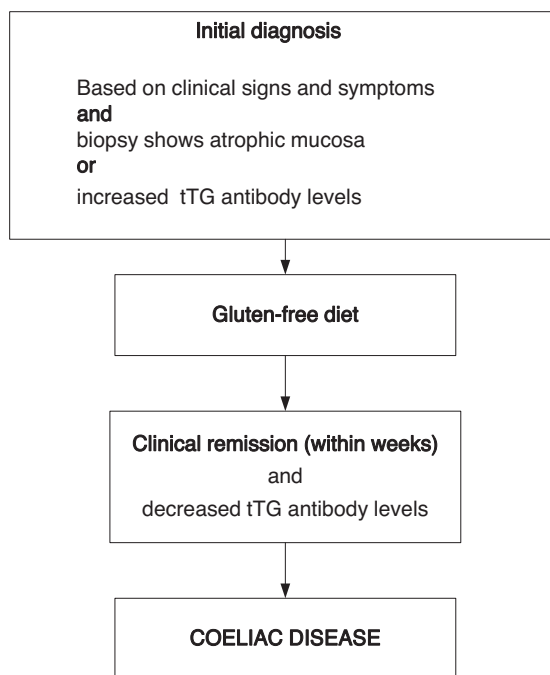 Initial diagnosis
Based on clinical signs and symptoms
and
biopsy shows atrophic mucosa
or
increased tTG antibody levels
Gluten-free diet
Clinical remission (within weeks)
and
decreased tTG antibody levels
COELIAC DISEASE